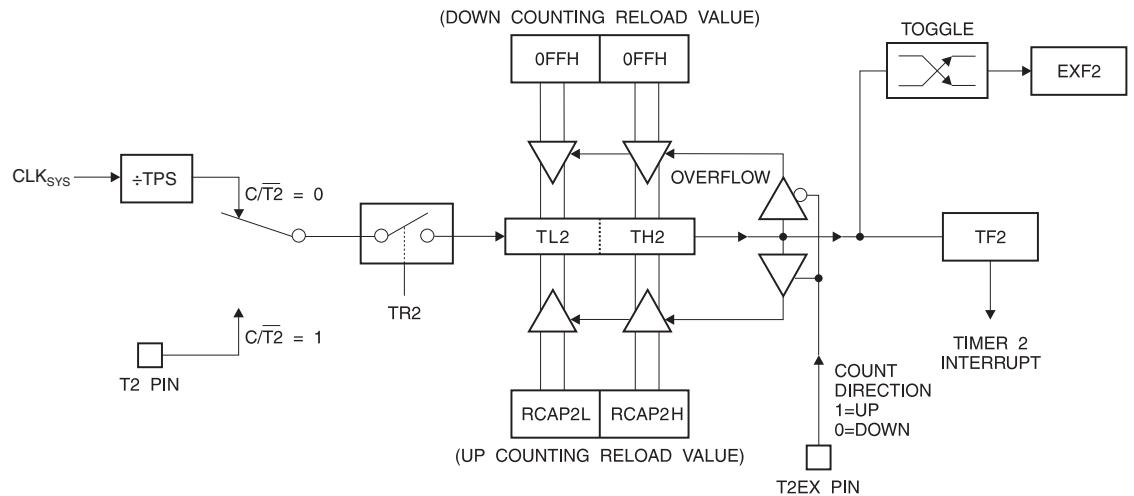 (DOWN COUNTING RELOAD VALUE)
TOGGLE
0FFH
0FFH
EXF2
CLK_SYS
÷TPS
OVERFLOW
C/T2̅ = 0
TL2
TH2
TF2
TR2
C/T2̅ = 1
T2 PIN
TIMER 2
INTERRUPT
COUNT
DIRECTION
1=UP
0=DOWN
RCAP2L
RCAP2H
(UP COUNTING RELOAD VALUE)
T2EX PIN